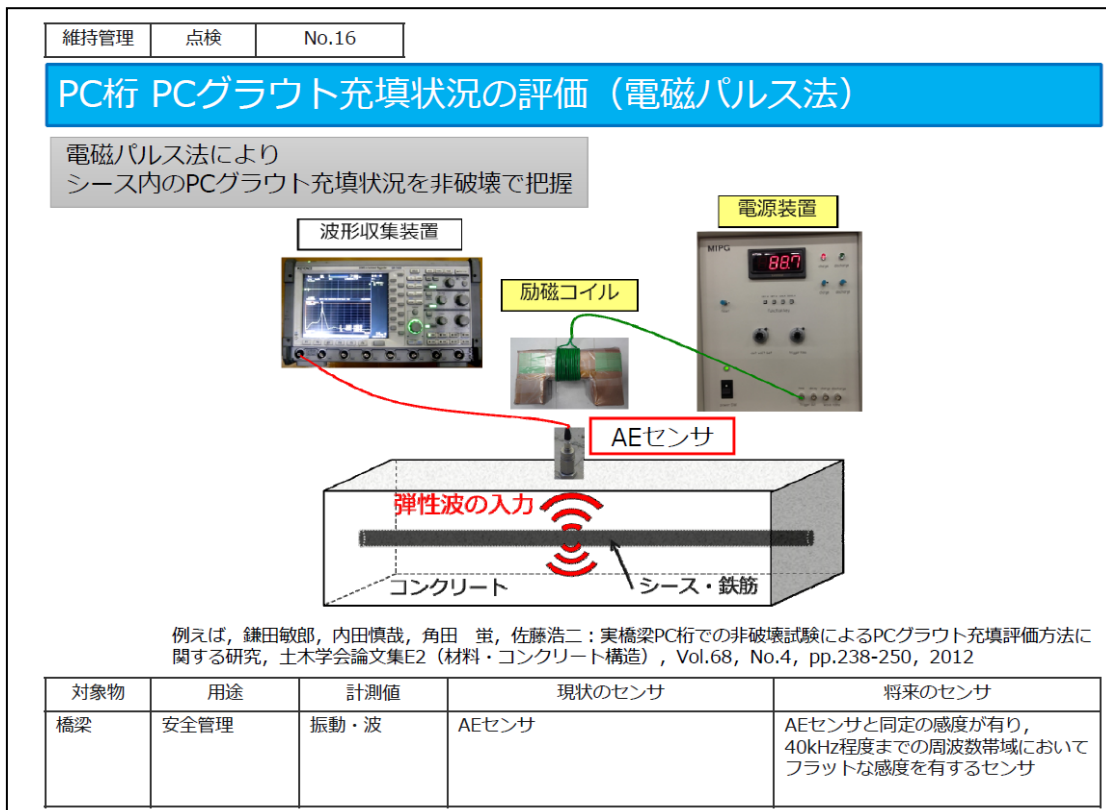 維持管理 点検 No.16
PC桁 PCグラウト充填状況の評価（電磁パルス法）
電磁パルス法により
シース内のPCグラウト充填状況を非破壊で把握
電源装置
波形収集装置
MIPG
励磁コイル
88.7
AEセンサ
弾性波の入力
コンクリート
シース・鉄筋
例えば，鎌田敏郎，内田慎哉，角田　蛍，佐藤浩二：実橋梁PC桁での非破壊試験によるPCグラウト充填評価方法に
関する研究，土木学会論文集E2（材料・コンクリート構造），Vol.68，No.4，pp.238-250，2012
対象物 用途 計測値 現状のセンサ 将来のセンサ
橋梁 安全管理 振動・波 AEセンサ AEセンサと同定の感度が有り，
40kHz程度までの周波数帯域において
フラットな感度を有するセンサ